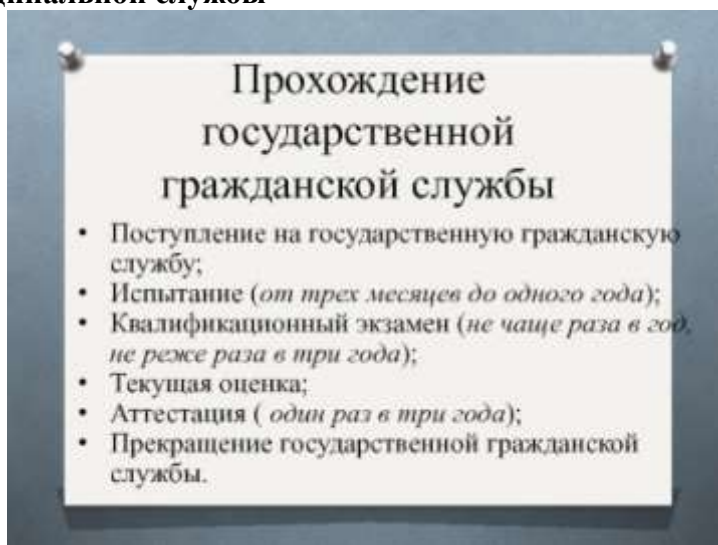 службы
Прохождение
государственной
гражданской службы
• Поступление на государственную гражданскую
службу;
• Испытание (от трех месяцев до одного года);
• Квалификационный экзамен (не чаще раза в год,
не реже раза в три года);
• Текущая оценка;
• Аттестация ( один раз в три года);
• Прекращение государственной гражданской
службы.